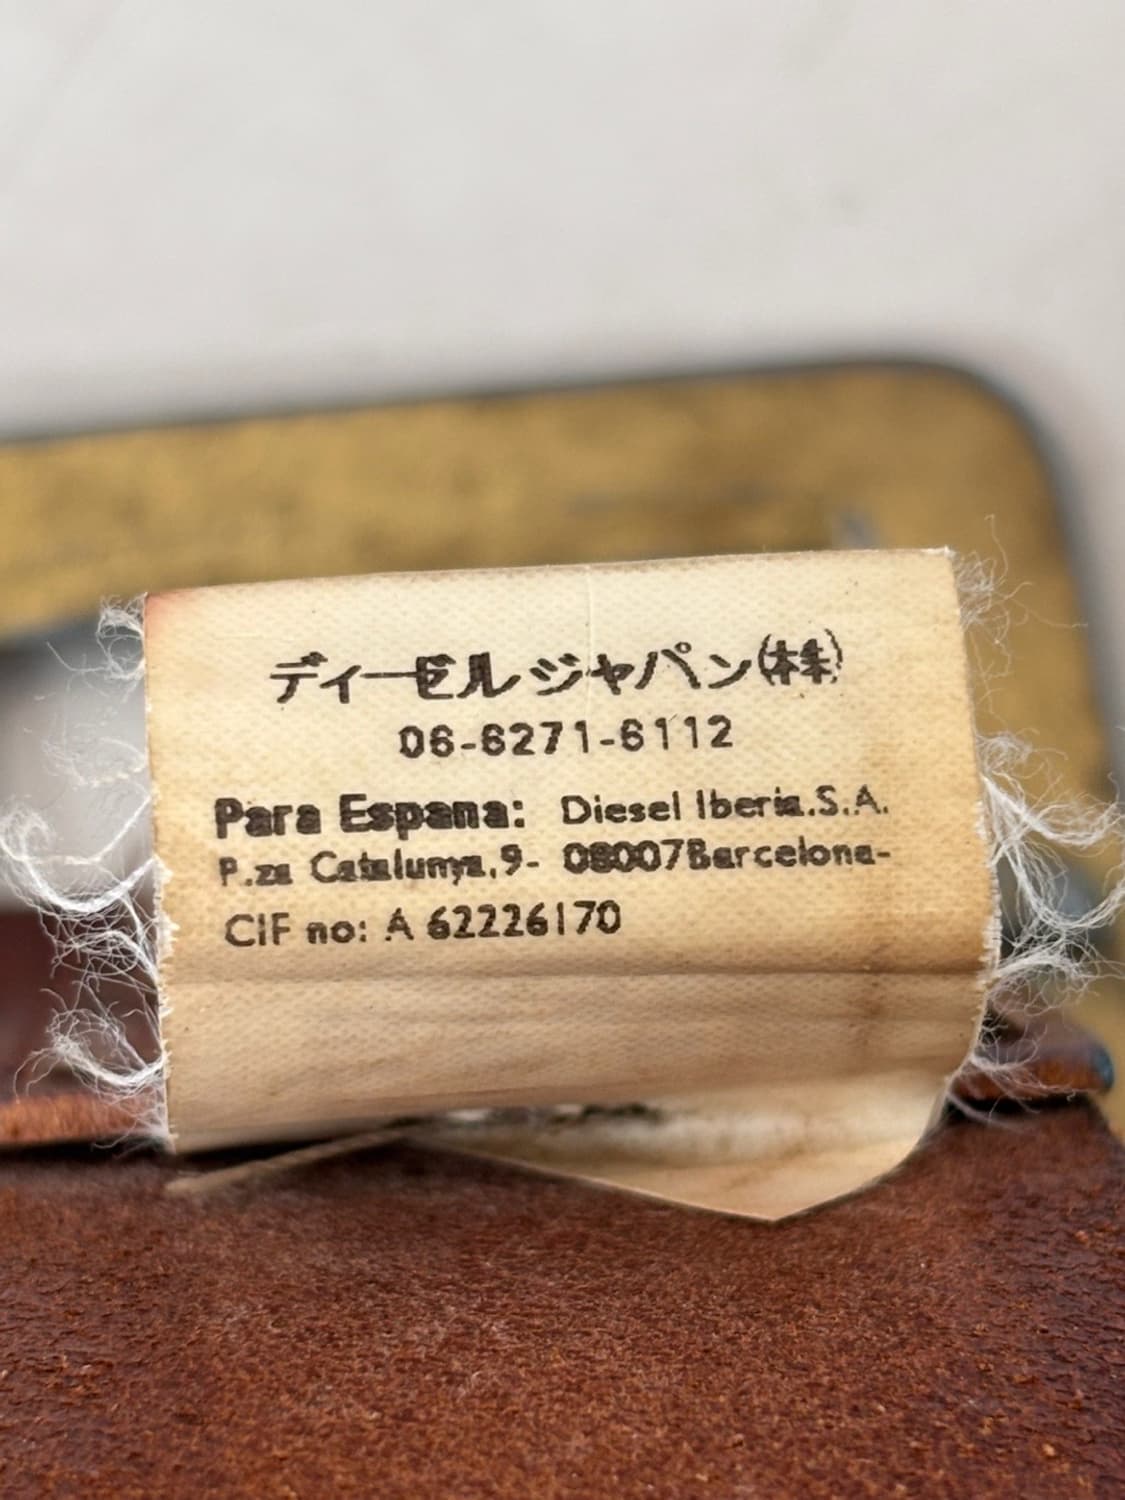 ディーゼルジャパン(株)
06-6271-6112
Para Espana: Diesel Iberia.S.A.
P.za Catalunya,9- 08007Barcelona-
CIF no: A 62226170